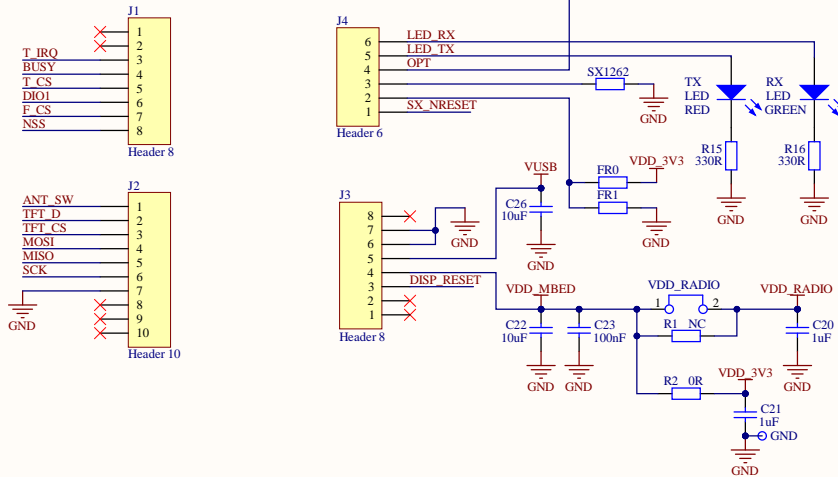 J1
1
2
T_IRQ 3
BUSY 4
T_CS 5
DIO1 6
F_CS 7
NSS 8
Header 8
J2
ANT_SW 1
TFT_D 2
TFT_CS 3
MOSI 4
MISO 5
SCK 6
7
8
9
10
GND
Header 10
J4
6 LED_RX
5 LED_TX
4 OPT
3 SX1262
2
1 SX_NRESET
Header 6
GND
TX
LED
RED
RX
LED
GREEN
R15
330R
R16
330R
GND
GND
FR0
VDD_3V3
FR1
GND
VUSB
C26
10uF
GND
J3
8
7
6
5
4
3 DISP_RESET
2
1
Header 8
GND
VDD_MBED
C22
10uF
C23
100nF
GND
GND
VDD_RADIO
1
2
R1 NC
VDD_RADIO
C20
1uF
GND
R2 0R
VDD_3V3
C21
1uF
GND
GND